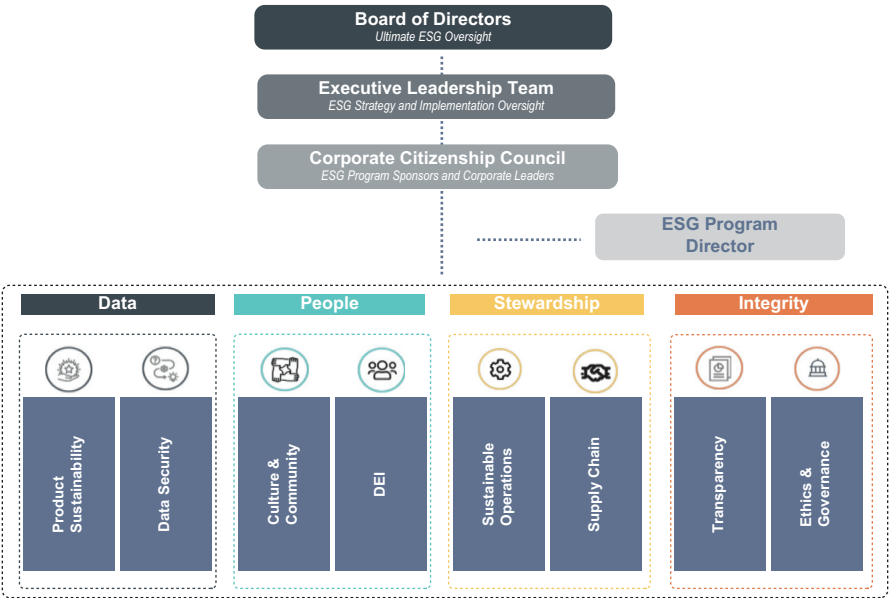 Board of Directors
Ultimate ESG Oversight
Executive Leadership Team
ESG Strategy and Implementation Oversight
Corporate Citizenship Council
ESG Program Sponsors and Corporate Leaders
ESG Program
Director
Data
People
Stewardship
Integrity
Product
Sustainability
Data Security
Culture &
Community
DEI
Sustainable
Operations
Supply Chain
Transparency
Ethics &
Governance